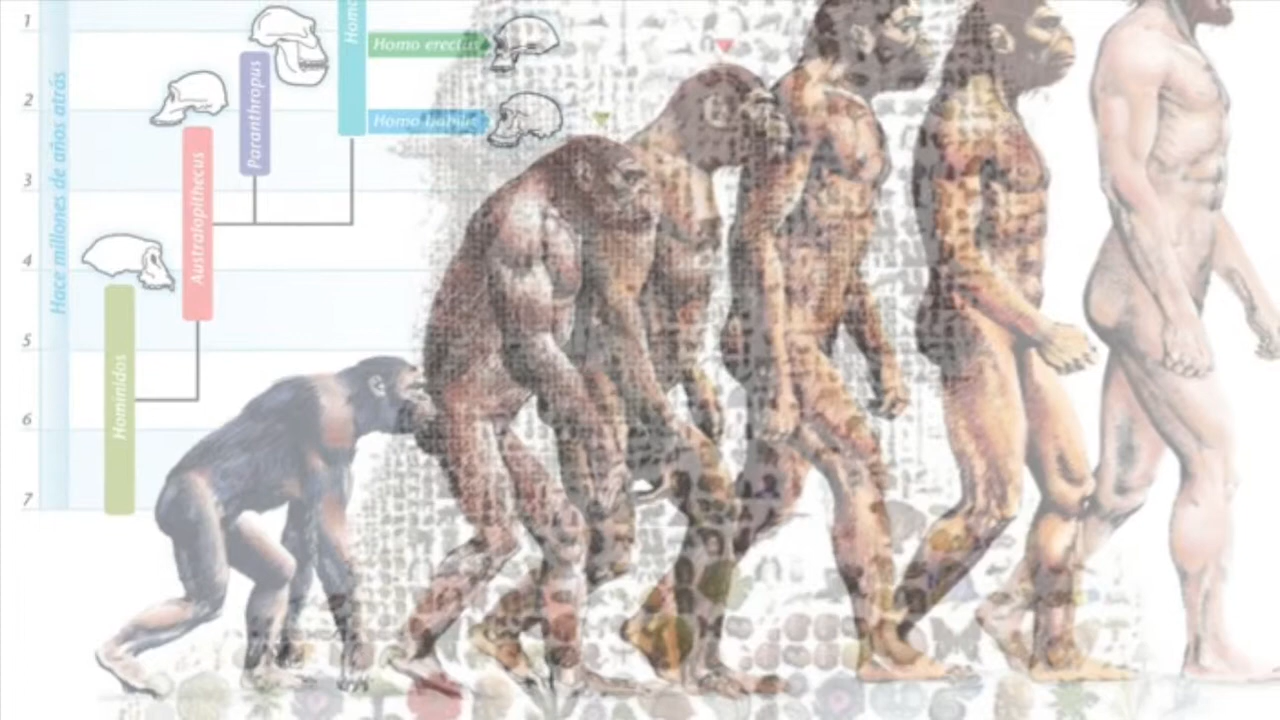 1
2
3
4
5
6
7
Hace millones de años atrás
Homínidos
Australopithecus
Paranthropus
Homo
Homo erectus
Homo habilis